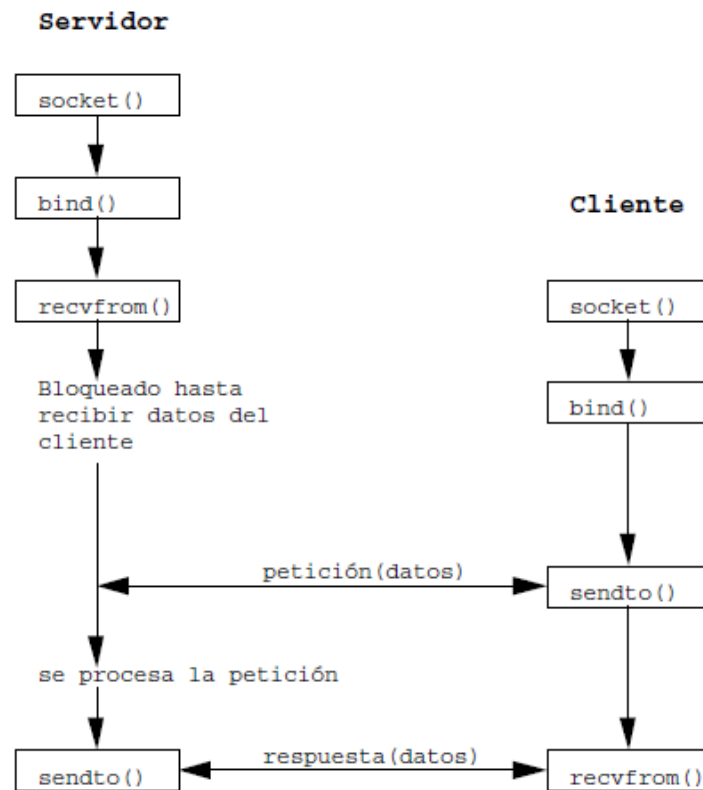 Servidor
socket()
bind()
recvfrom()
Bloqueado hasta
recibir datos del
cliente
se procesa la petición
sendto()
Cliente
socket()
bind()
petición(datos)
sendto()
respuesta(datos)
recvfrom()